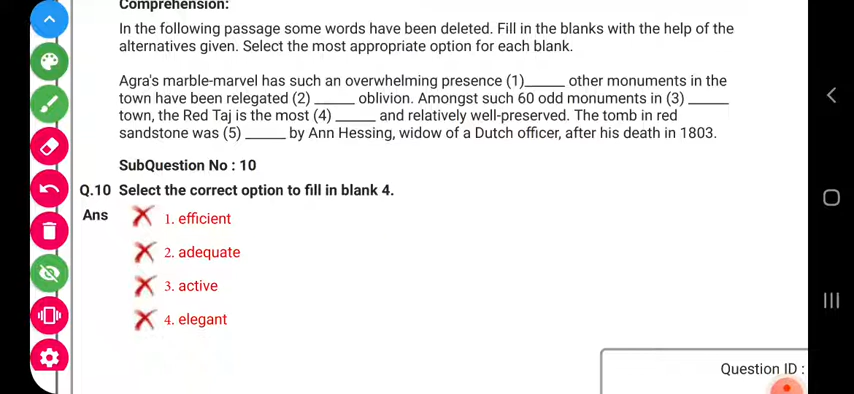 Comprehension:
In the following passage some words have been deleted. Fill in the blanks with the help of the
alternatives given. Select the most appropriate option for each blank.
Agra's marble-marvel has such an overwhelming presence (1)_____ other monuments in the
town have been relegated (2) _____ oblivion. Amongst such 60 odd monuments in (3) _____
town, the Red Taj is the most (4) _____ and relatively well-preserved. The tomb in red
sandstone was (5) _____ by Ann Hessing, widow of a Dutch officer, after his death in 1803.
SubQuestion No : 10
Q.10 Select the correct option to fill in blank 4.
Ans 1. efficient
2. adequate
3. active
4. elegant
Question ID :